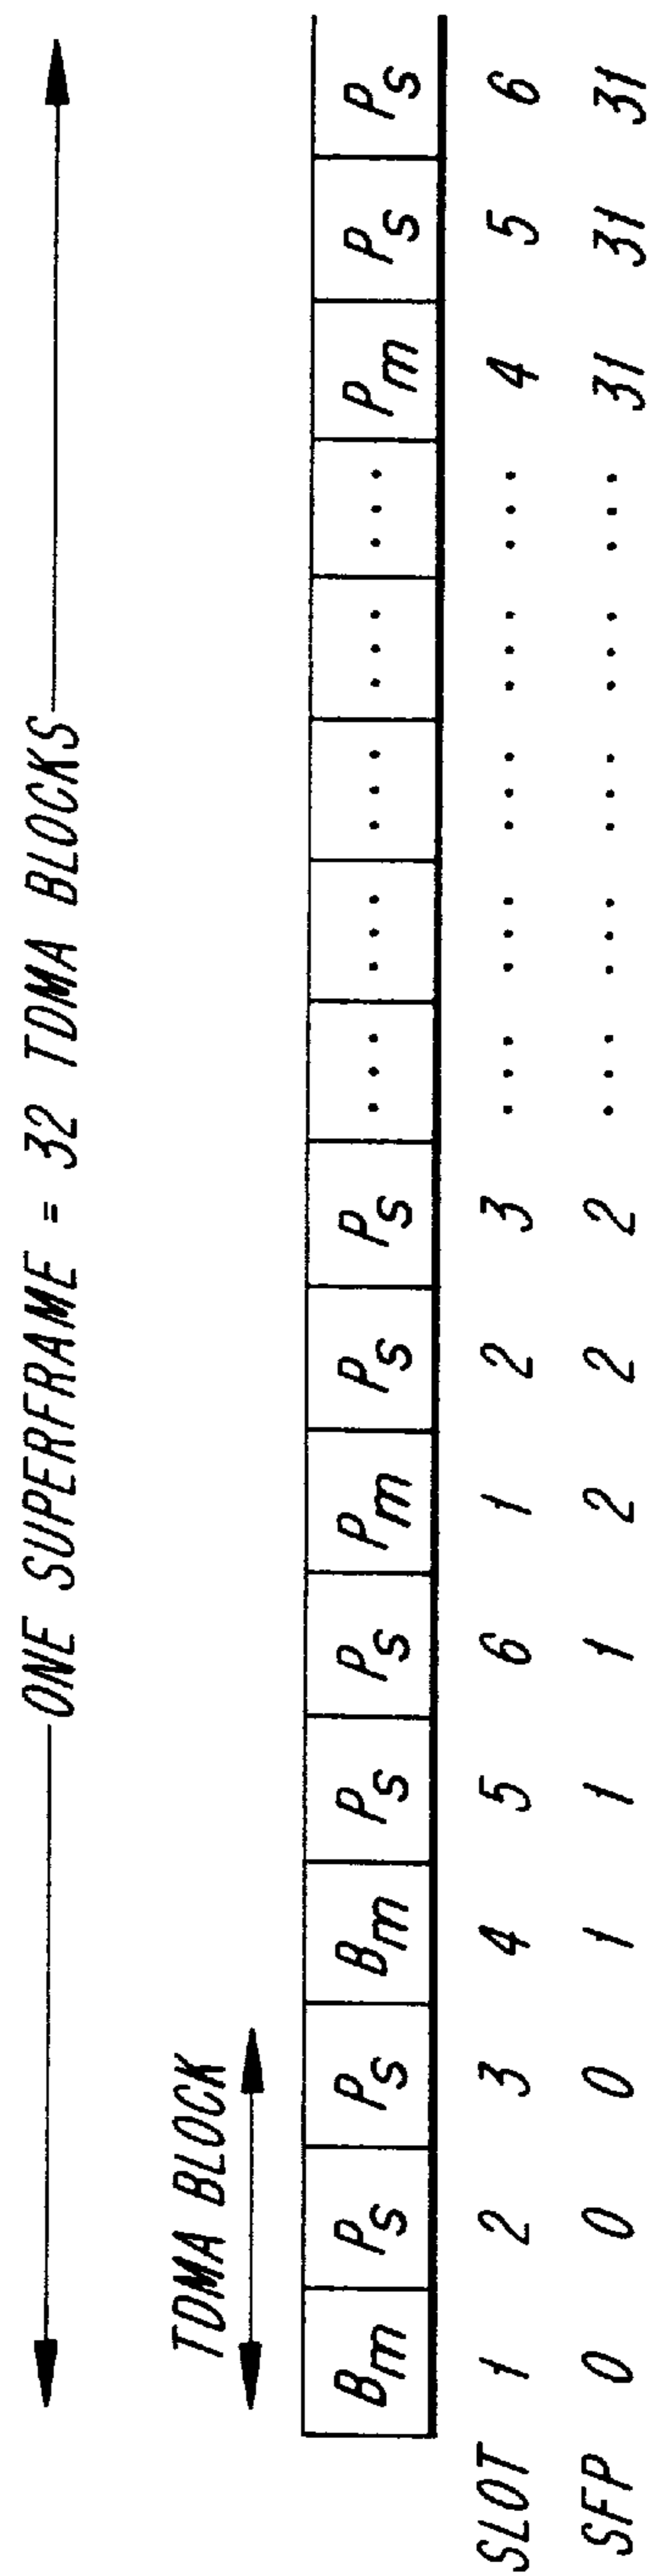 ONE SUPERFRAME = 32 TDMA BLOCKS
TDMA BLOCK
Bm Ps Ps Bm Ps Ps Pm Ps Ps ... ... ... ... ... Pm Ps Ps
SLOT 1 2 3 4 5 6 1 2 3 ... ... ... ... ... 4 5 6
SFP 0 0 0 1 1 1 2 2 2 ... ... ... ... ... 31 31 31